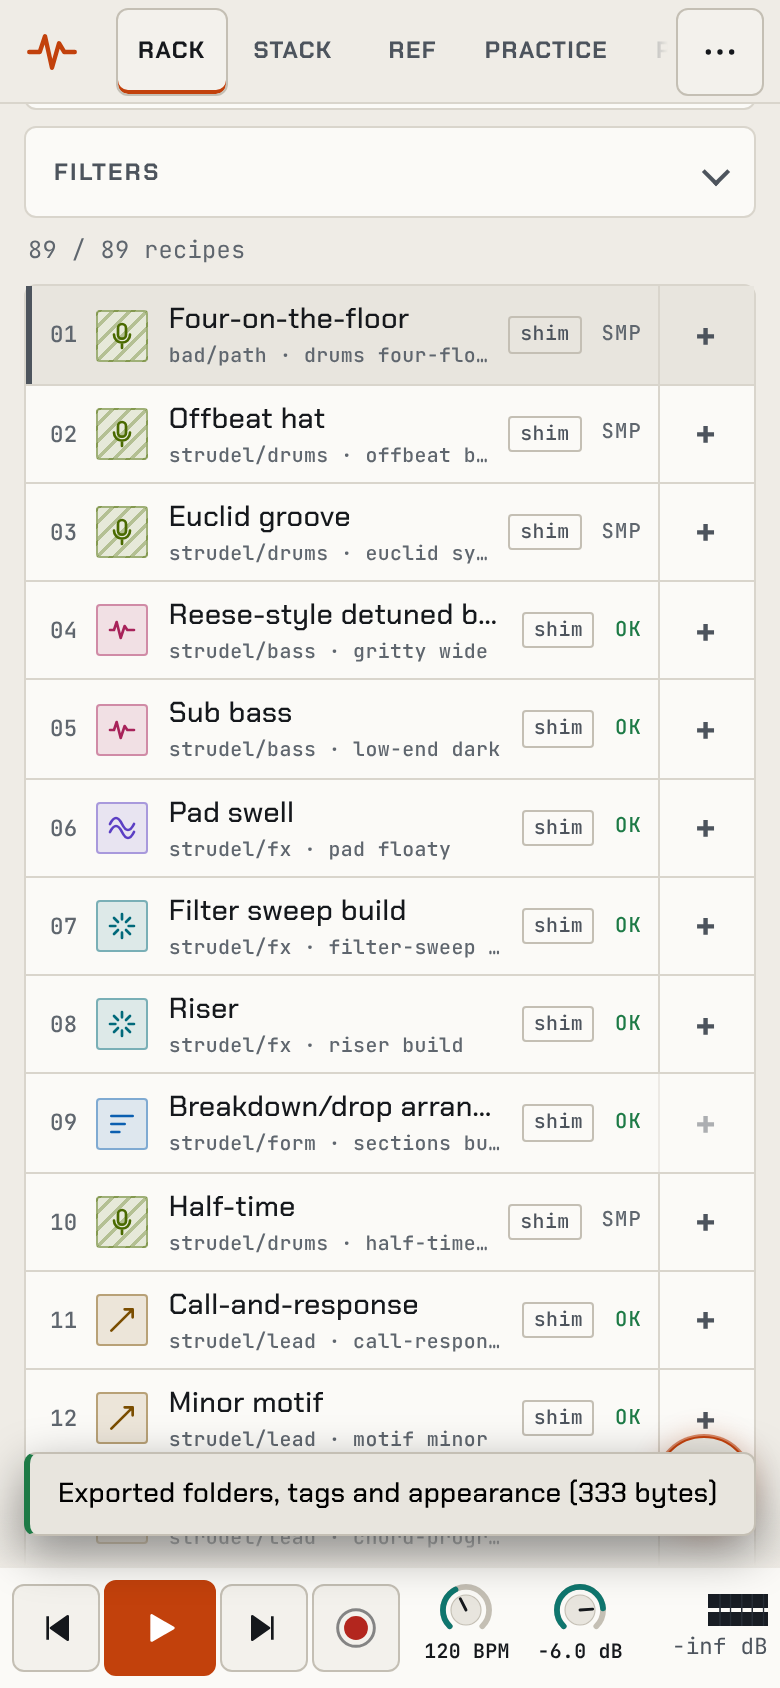 RACK STACK REF PRACTICE ...
FILTERS
89 / 89 recipes
01 Four-on-the-floor shim SMP +
bad/path · drums four-flo…
02 Offbeat hat shim SMP +
strudel/drums · offbeat b…
03 Euclid groove shim SMP +
strudel/drums · euclid sy…
04 Reese-style detuned b… shim OK +
strudel/bass · gritty wide
05 Sub bass shim OK +
strudel/bass · low-end dark
06 Pad swell shim OK +
strudel/fx · pad floaty
07 Filter sweep build shim OK +
strudel/fx · filter-sweep …
08 Riser shim OK +
strudel/fx · riser build
09 Breakdown/drop arran… shim OK +
strudel/form · sections bu…
10 Half-time shim SMP +
strudel/drums · half-time…
11 Call-and-response shim OK +
strudel/lead · call-respon…
12 Minor motif shim OK +
strudel/lead · motif minor
Exported folders, tags and appearance (333 bytes)
strudel/lead · chord-progr…
120 BPM -6.0 dB -inf dB